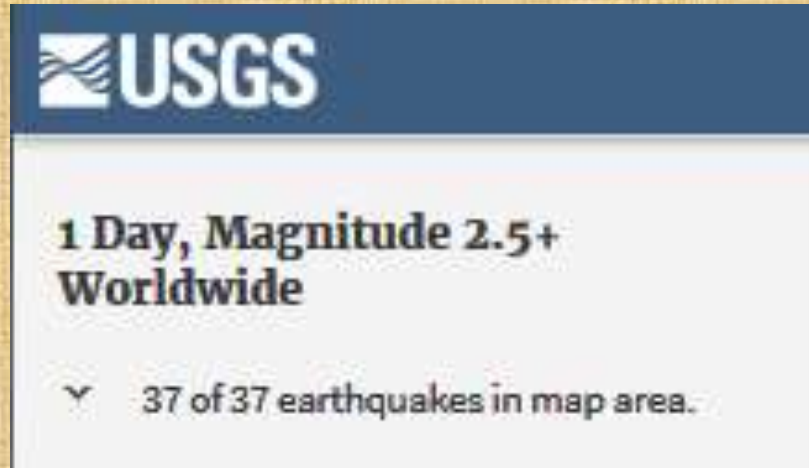 USGS
1 Day, Magnitude 2.5+
Worldwide
37 of 37 earthquakes in map area.